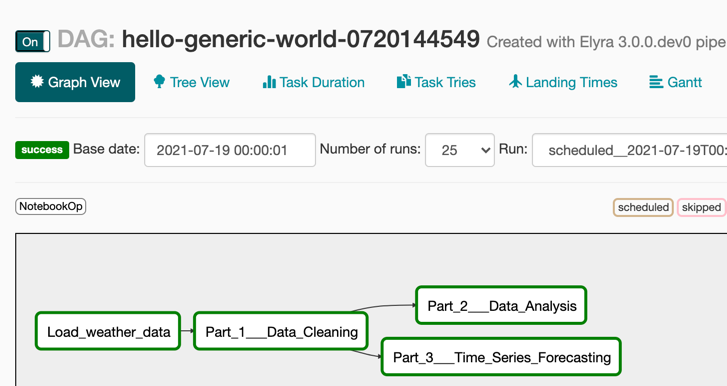 On DAG: hello-generic-world-0720144549 Created with Elyra 3.0.0.dev0 pipe
Graph View Tree View Task Duration Task Tries Landing Times Gantt
success Base date: 2021-07-19 00:00:01 Number of runs: 25 Run: scheduled__2021-07-19T00:
NotebookOp scheduled skipped
Part_2___Data_Analysis
Load_weather_data Part_1___Data_Cleaning
Part_3___Time_Series_Forecasting